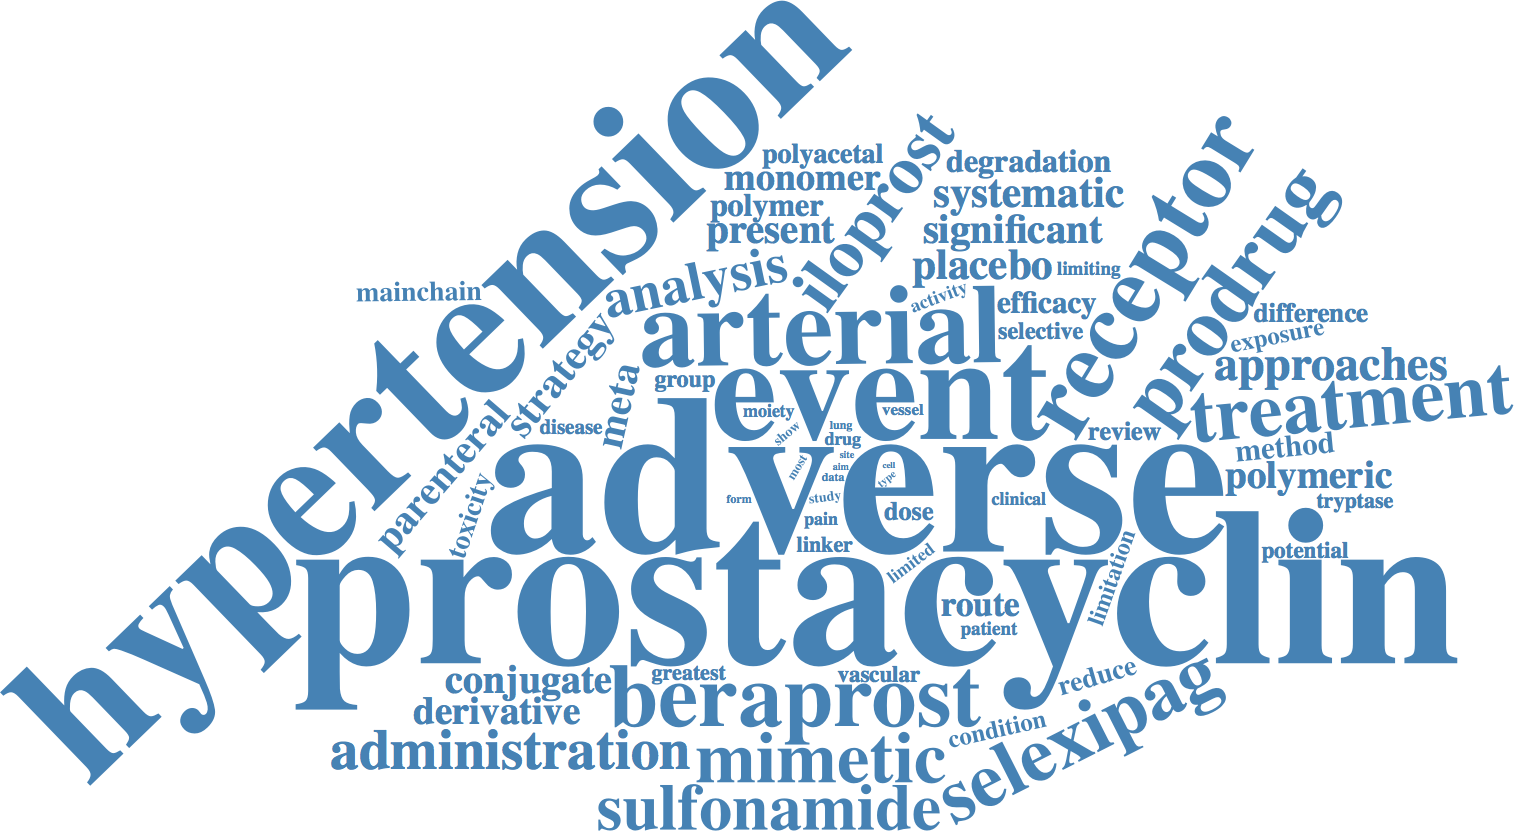 hypertension
polyacetal
monomer
polymer
present
iloprost
degradation
systematic
significant
placebo
limiting
receptor
prodrug
mainchain
analysis
strategy
arterial
activity
efficacy
selective
difference
exposure
approaches
treatment
parenteral
toxicity
disease
meta
group
event
moiety
vessel
show
lung
drug
site
most
aim
data
cell
type
review
method
polymeric
tryptase
adverse
form
study
pain
dose
clinical
linker
limited
limitation
potential
prostacyclin
route
patient
conjugate
derivative
greatest
vascular
beraprost
reduce
administration
mimetic
condition
selexipag
sulfonamide